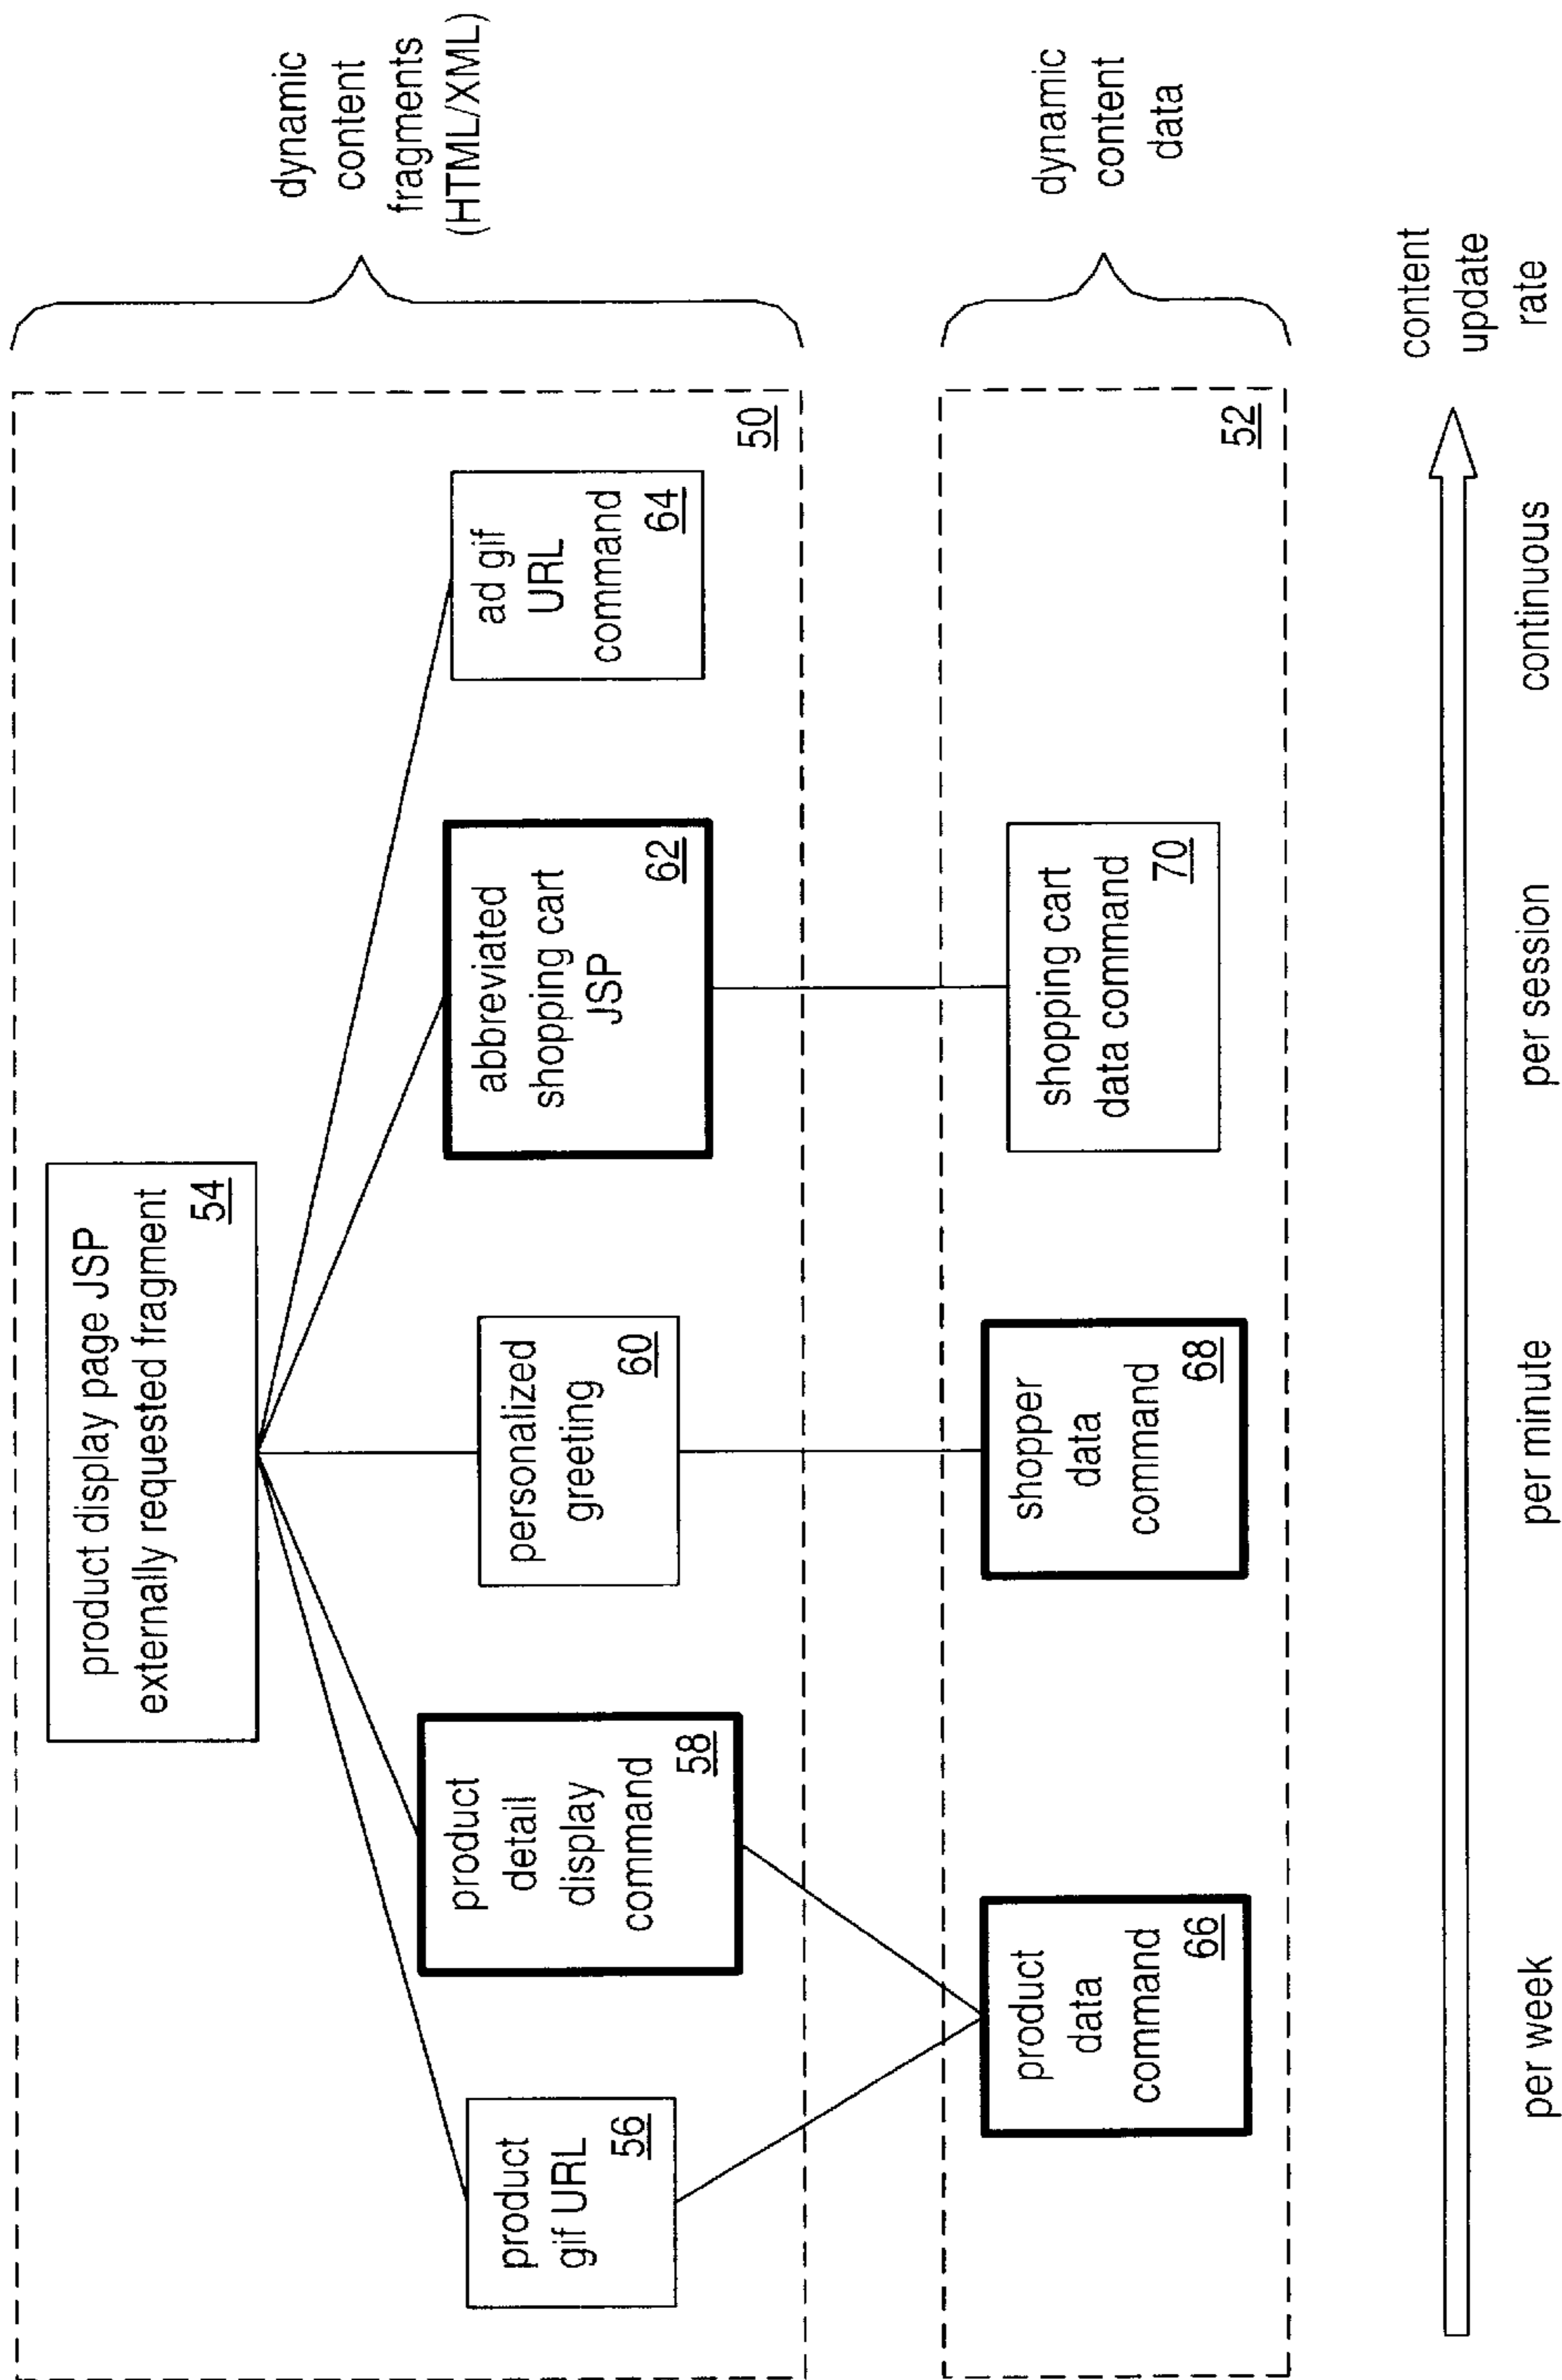 product display page JSP
externally requested fragment
54
product
gif URL
56
product
detail
display
command
58
personalized
greeting
60
abbreviated
shopping cart
JSP
62
ad gif
URL
command
64
50
dynamic
content
fragments
(HTML/XML)
product
data
command
66
shopper
data
command
68
shopping cart
data command
70
52
dynamic
content
data
per week
per minute
per session
continuous
content
update
rate